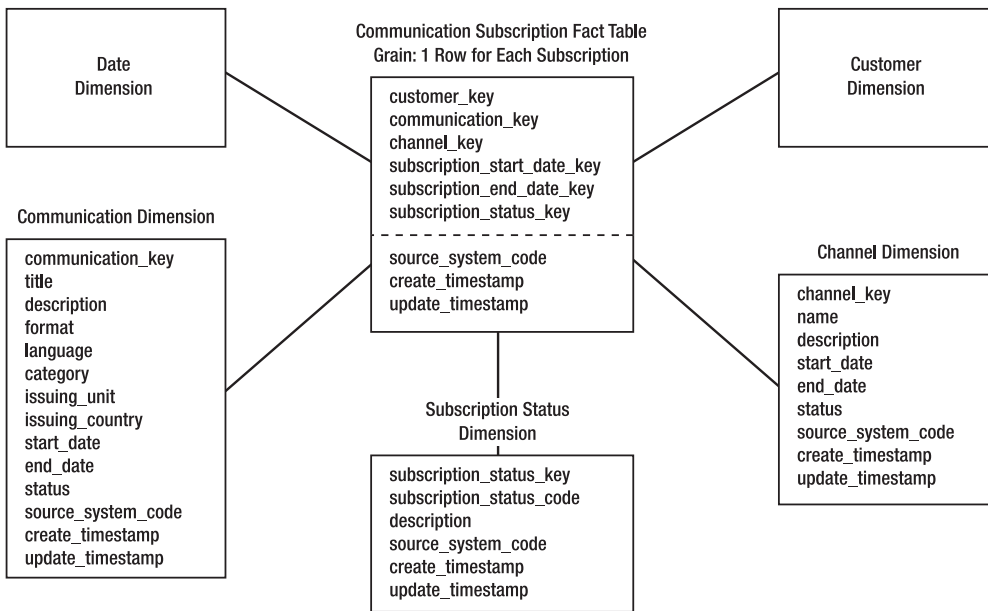 Date
Dimension
Communication Subscription Fact Table
Grain: 1 Row for Each Subscription
customer_key
communication_key
channel_key
subscription_start_date_key
subscription_end_date_key
subscription_status_key
source_system_code
create_timestamp
update_timestamp
Customer
Dimension
Communication Dimension
communication_key
title
description
format
language
category
issuing_unit
issuing_country
start_date
end_date
status
source_system_code
create_timestamp
update_timestamp
Subscription Status
Dimension
subscription_status_key
subscription_status_code
description
source_system_code
create_timestamp
update_timestamp
Channel Dimension
channel_key
name
description
start_date
end_date
status
source_system_code
create_timestamp
update_timestamp